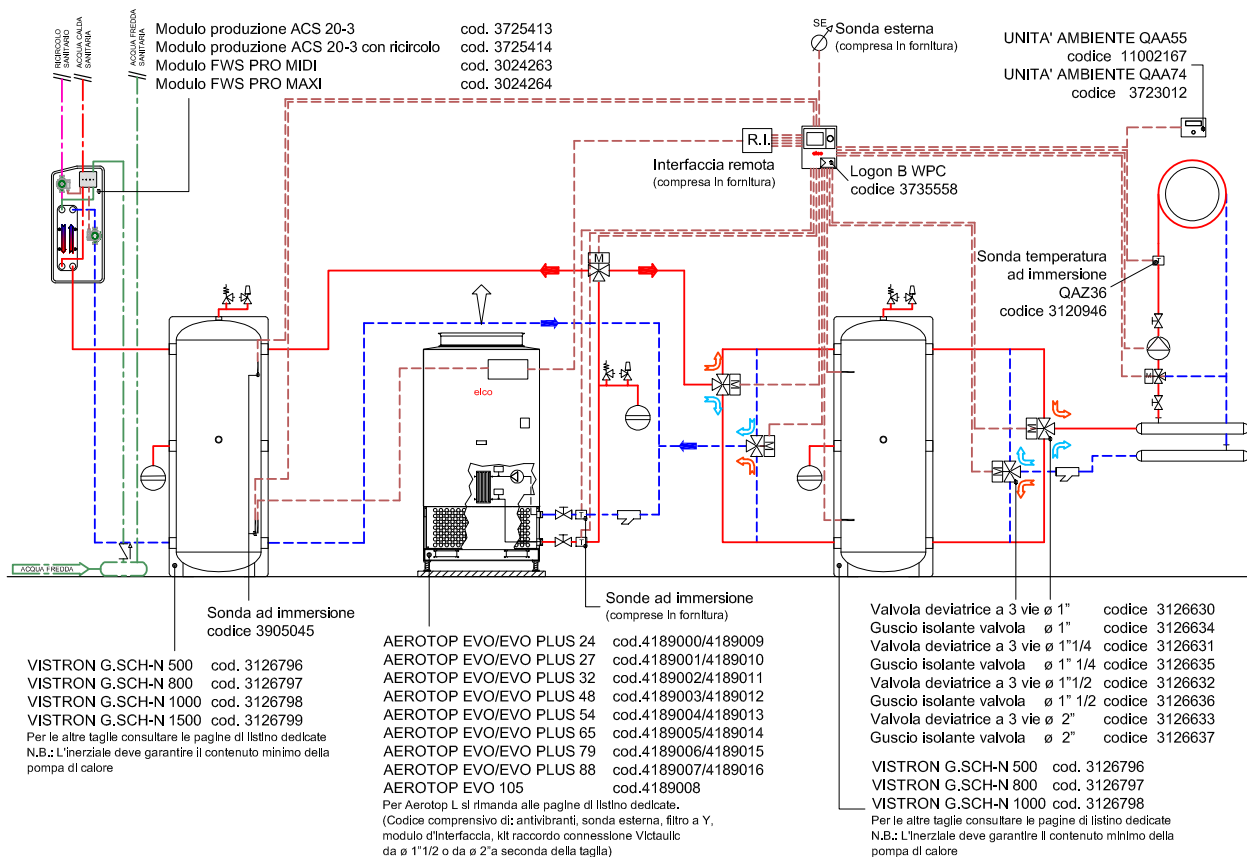 RICIRCOLO
SANITARIO
ACQUA CALDA
SANITARIA
ACQUA FREDDA
SANITARIA
Modulo produzione ACS 20-3 cod. 3725413
Modulo produzione ACS 20-3 con ricircolo cod. 3725414
Modulo FWS PRO MIDI cod. 3024263
Modulo FWS PRO MAXI cod. 3024264
SE
Sonda esterna
(compresa in fornitura)
UNITA' AMBIENTE QAA55
codice 11002167
UNITA' AMBIENTE QAA74
codice 3723012
R.I.
Interfaccia remota
(compresa in fornitura)
Logon B WPC
codice 3735558
Sonda temperatura
ad immersione
QAZ36
codice 3120946
M
M
M
M
M
M
elco
T
T
ACQUA FREDDA
Sonda ad immersione
codice 3905045
Sonde ad immersione
(comprese in fornitura)
VISTRON G.SCH-N 500 cod. 3126796
VISTRON G.SCH-N 800 cod. 3126797
VISTRON G.SCH-N 1000 cod. 3126798
VISTRON G.SCH-N 1500 cod. 3126799
Per le altre taglie consultare le pagine di listino dedicate
N.B.: L'inerziale deve garantire il contenuto minimo della
pompa di calore
AEROTOP EVO/EVO PLUS 24 cod.4189000/4189009
AEROTOP EVO/EVO PLUS 27 cod.4189001/4189010
AEROTOP EVO/EVO PLUS 32 cod.4189002/4189011
AEROTOP EVO/EVO PLUS 48 cod.4189003/4189012
AEROTOP EVO/EVO PLUS 54 cod.4189004/4189013
AEROTOP EVO/EVO PLUS 65 cod.4189005/4189014
AEROTOP EVO/EVO PLUS 79 cod.4189006/4189015
AEROTOP EVO/EVO PLUS 88 cod.4189007/4189016
AEROTOP EVO 105 cod.4189008
Per Aerotop L si rimanda alle pagine di listino dedicate.
(Codice comprensivo di: antivibranti, sonda esterna, filtro a Y,
modulo d'interfaccia, kit raccordo connessione Victaulic
da ø 1"1/2 o da ø 2"a seconda della taglia)
Valvola deviatrice a 3 vie ø 1" codice 3126630
Guscio isolante valvola ø 1" codice 3126634
Valvola deviatrice a 3 vie ø 1"1/4 codice 3126631
Guscio isolante valvola ø 1" 1/4 codice 3126635
Valvola deviatrice a 3 vie ø 1"1/2 codice 3126632
Guscio isolante valvola ø 1" 1/2 codice 3126636
Valvola deviatrice a 3 vie ø 2" codice 3126633
Guscio isolante valvola ø 2" codice 3126637
VISTRON G.SCH-N 500 cod. 3126796
VISTRON G.SCH-N 800 cod. 3126797
VISTRON G.SCH-N 1000 cod. 3126798
Per le altre taglie consultare le pagine di listino dedicate
N.B.: L'inerziale deve garantire il contenuto minimo della
pompa di calore